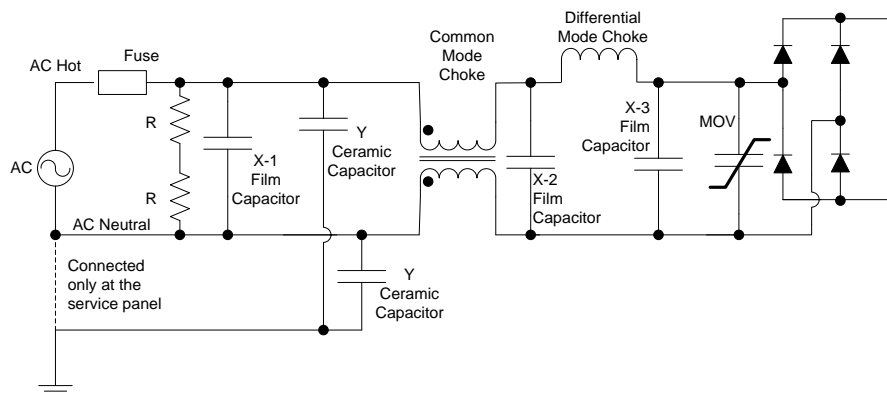 Differential
Mode Choke
Common
Mode
Choke
Fuse
AC Hot
R
X-1
Film
Capacitor
Y
Ceramic
Capacitor
X-3
Film
Capacitor
MOV
AC
R
X-2
Film
Capacitor
AC Neutral
Connected
only at the
service panel
Y
Ceramic
Capacitor